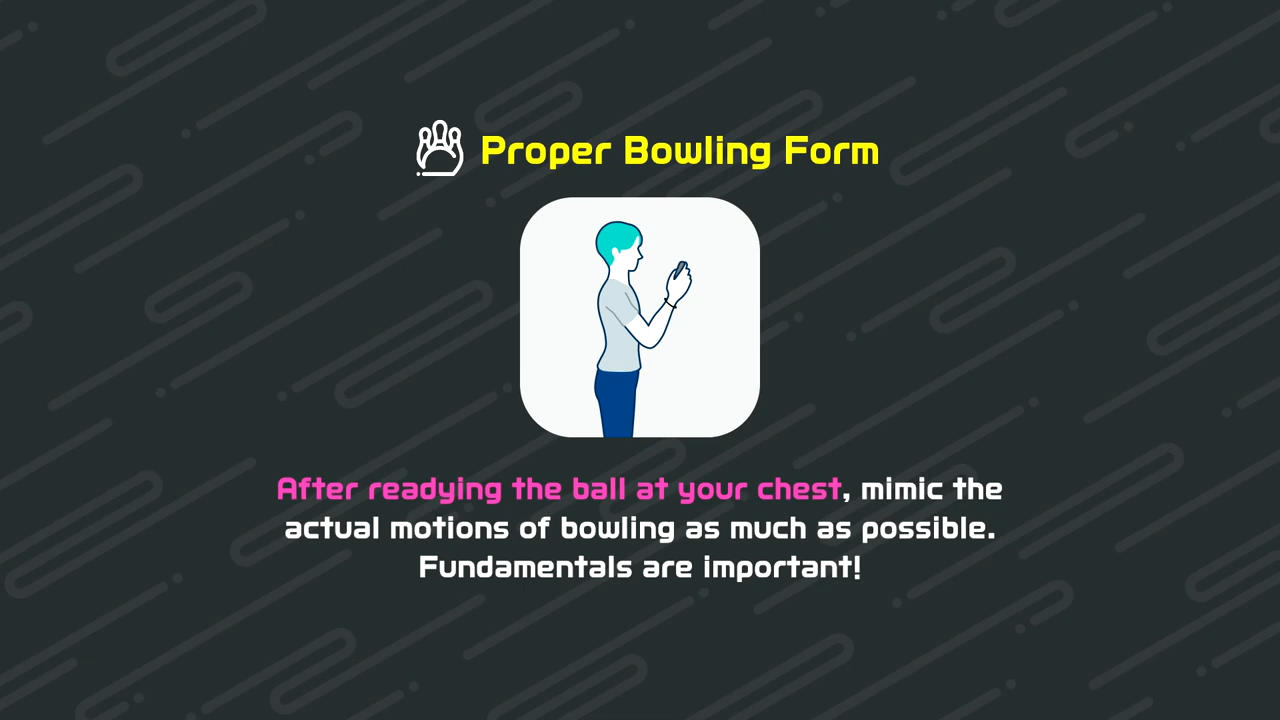 Proper Bowling Form
After readying the ball at your chest, mimic the
actual motions of bowling as much as possible.
Fundamentals are important!